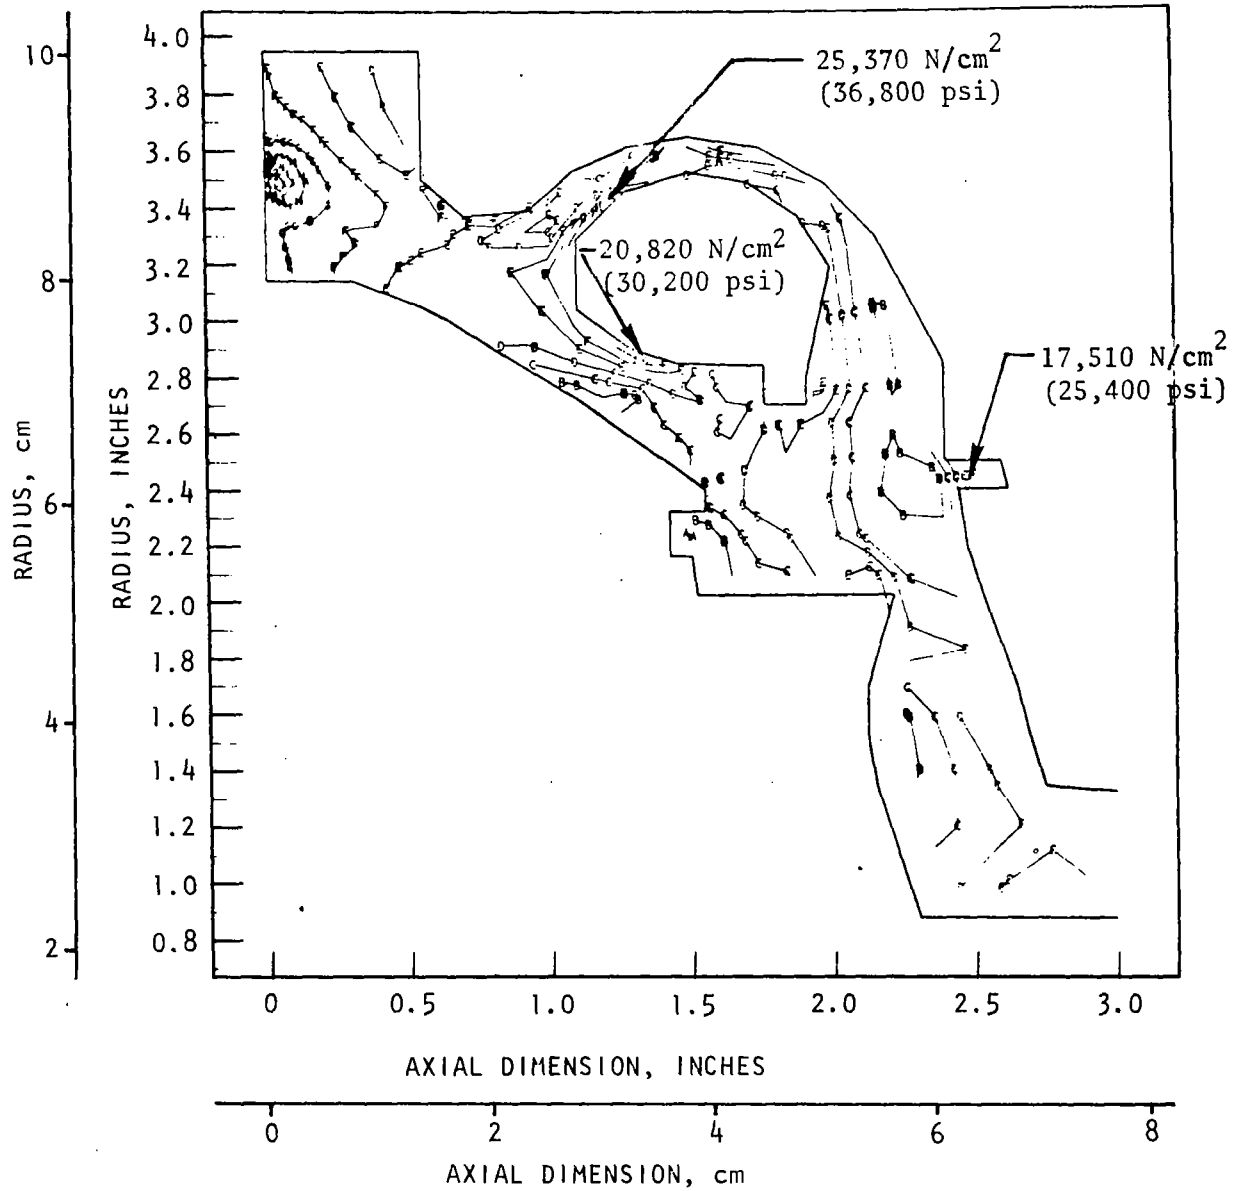 25,370 N/cm²
(36,800 psi)
20,820 N/cm²
(30,200 psi)
17,510 N/cm²
(25,400 psi)
RADIUS, cm
10
8
6
4
2
RADIUS, INCHES
4.0
3.8
3.6
3.4
3.2
3.0
2.8
2.6
2.4
2.2
2.0
1.8
1.6
1.4
1.2
1.0
0.8
0 0.5 1.0 1.5 2.0 2.5 3.0
AXIAL DIMENSION, INCHES
0 2 4 6 8
AXIAL DIMENSION, cm